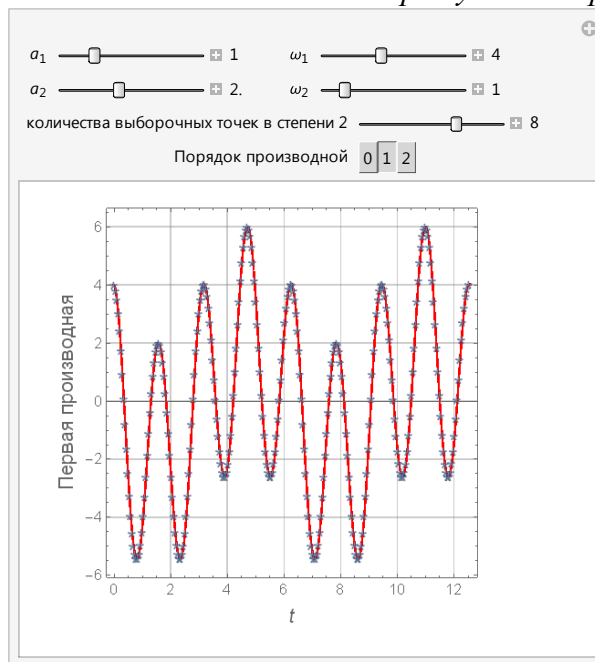 a₁ 1 ω₁ 4
a₂ 2. ω₂ 1
количества выборочных точек в степени 2 8
Порядок производной 0 1 2
Первая производная
6
4
2
0
−2
−4
−6
0 2 4 6 8 10 12
t